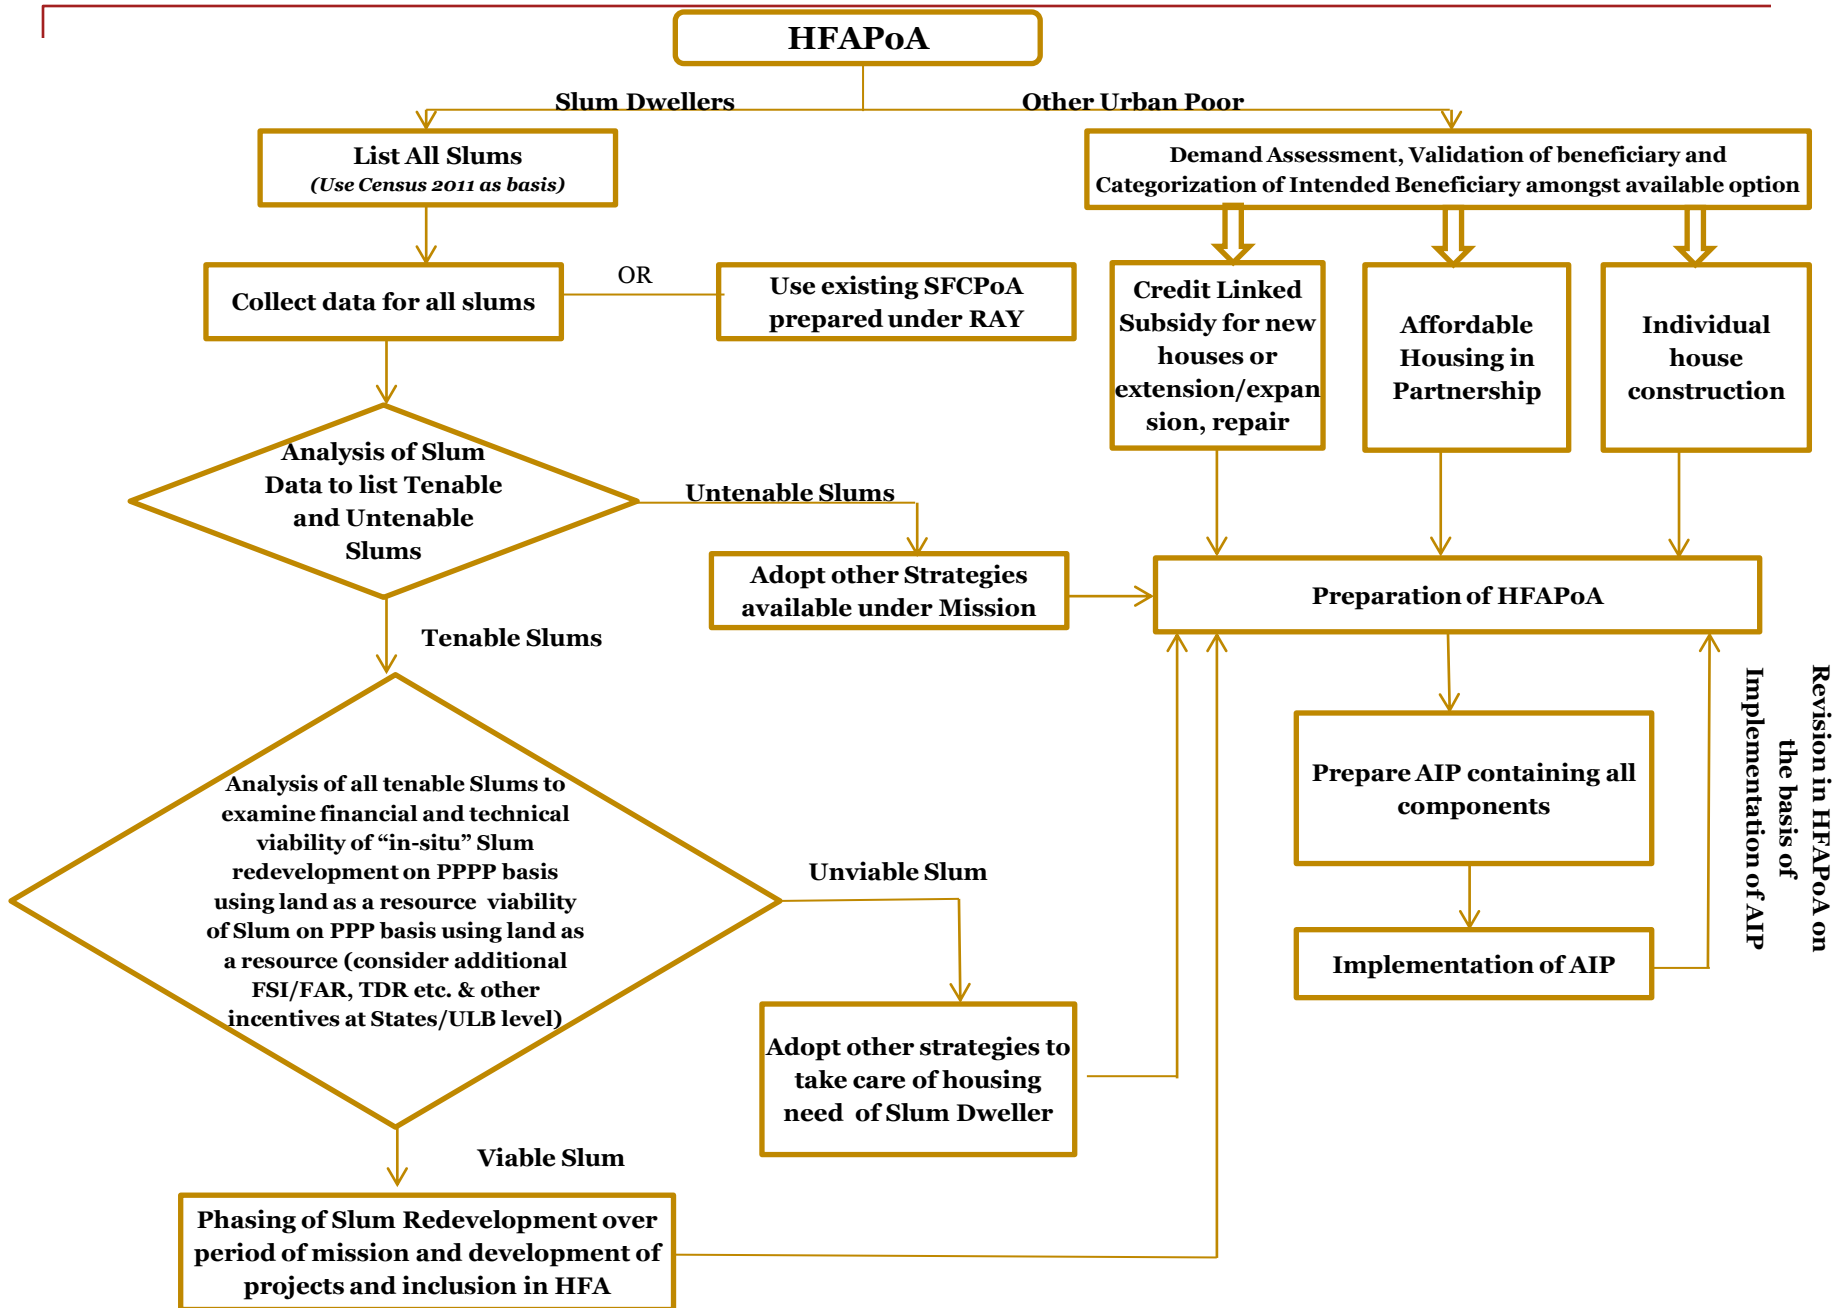 HFAPoA
Slum Dwellers
Other Urban Poor
List All Slums
(Use Census 2011 as basis)
Demand Assessment, Validation of beneficiary and
Categorization of Intended Beneficiary amongst available option
Collect data for all slums
OR
Use existing SFCPoA
prepared under RAY
Credit Linked
Subsidy for new
houses or
extension/expan
sion, repair
Affordable
Housing in
Partnership
Individual
house
construction
Analysis of Slum
Data to list Tenable
and Untenable
Slums
Untenable Slums
Adopt other Strategies
available under Mission
Preparation of HFAPoA
Tenable Slums
Analysis of all tenable Slums to
examine financial and technical
viability of “in-situ” Slum
redevelopment on PPPP basis
using land as a resource  viability
of Slum on PPP basis using land as
a resource (consider additional
FSI/FAR, TDR etc. & other
incentives at States/ULB level)
Unviable Slum
Prepare AIP containing all
components
Revision in HFAPoA on
the basis of
Implementation of AIP
Implementation of AIP
Adopt other strategies to
take care of housing
need  of Slum Dweller
Viable Slum
Phasing of Slum Redevelopment over
period of mission and development of
projects and inclusion in HFA